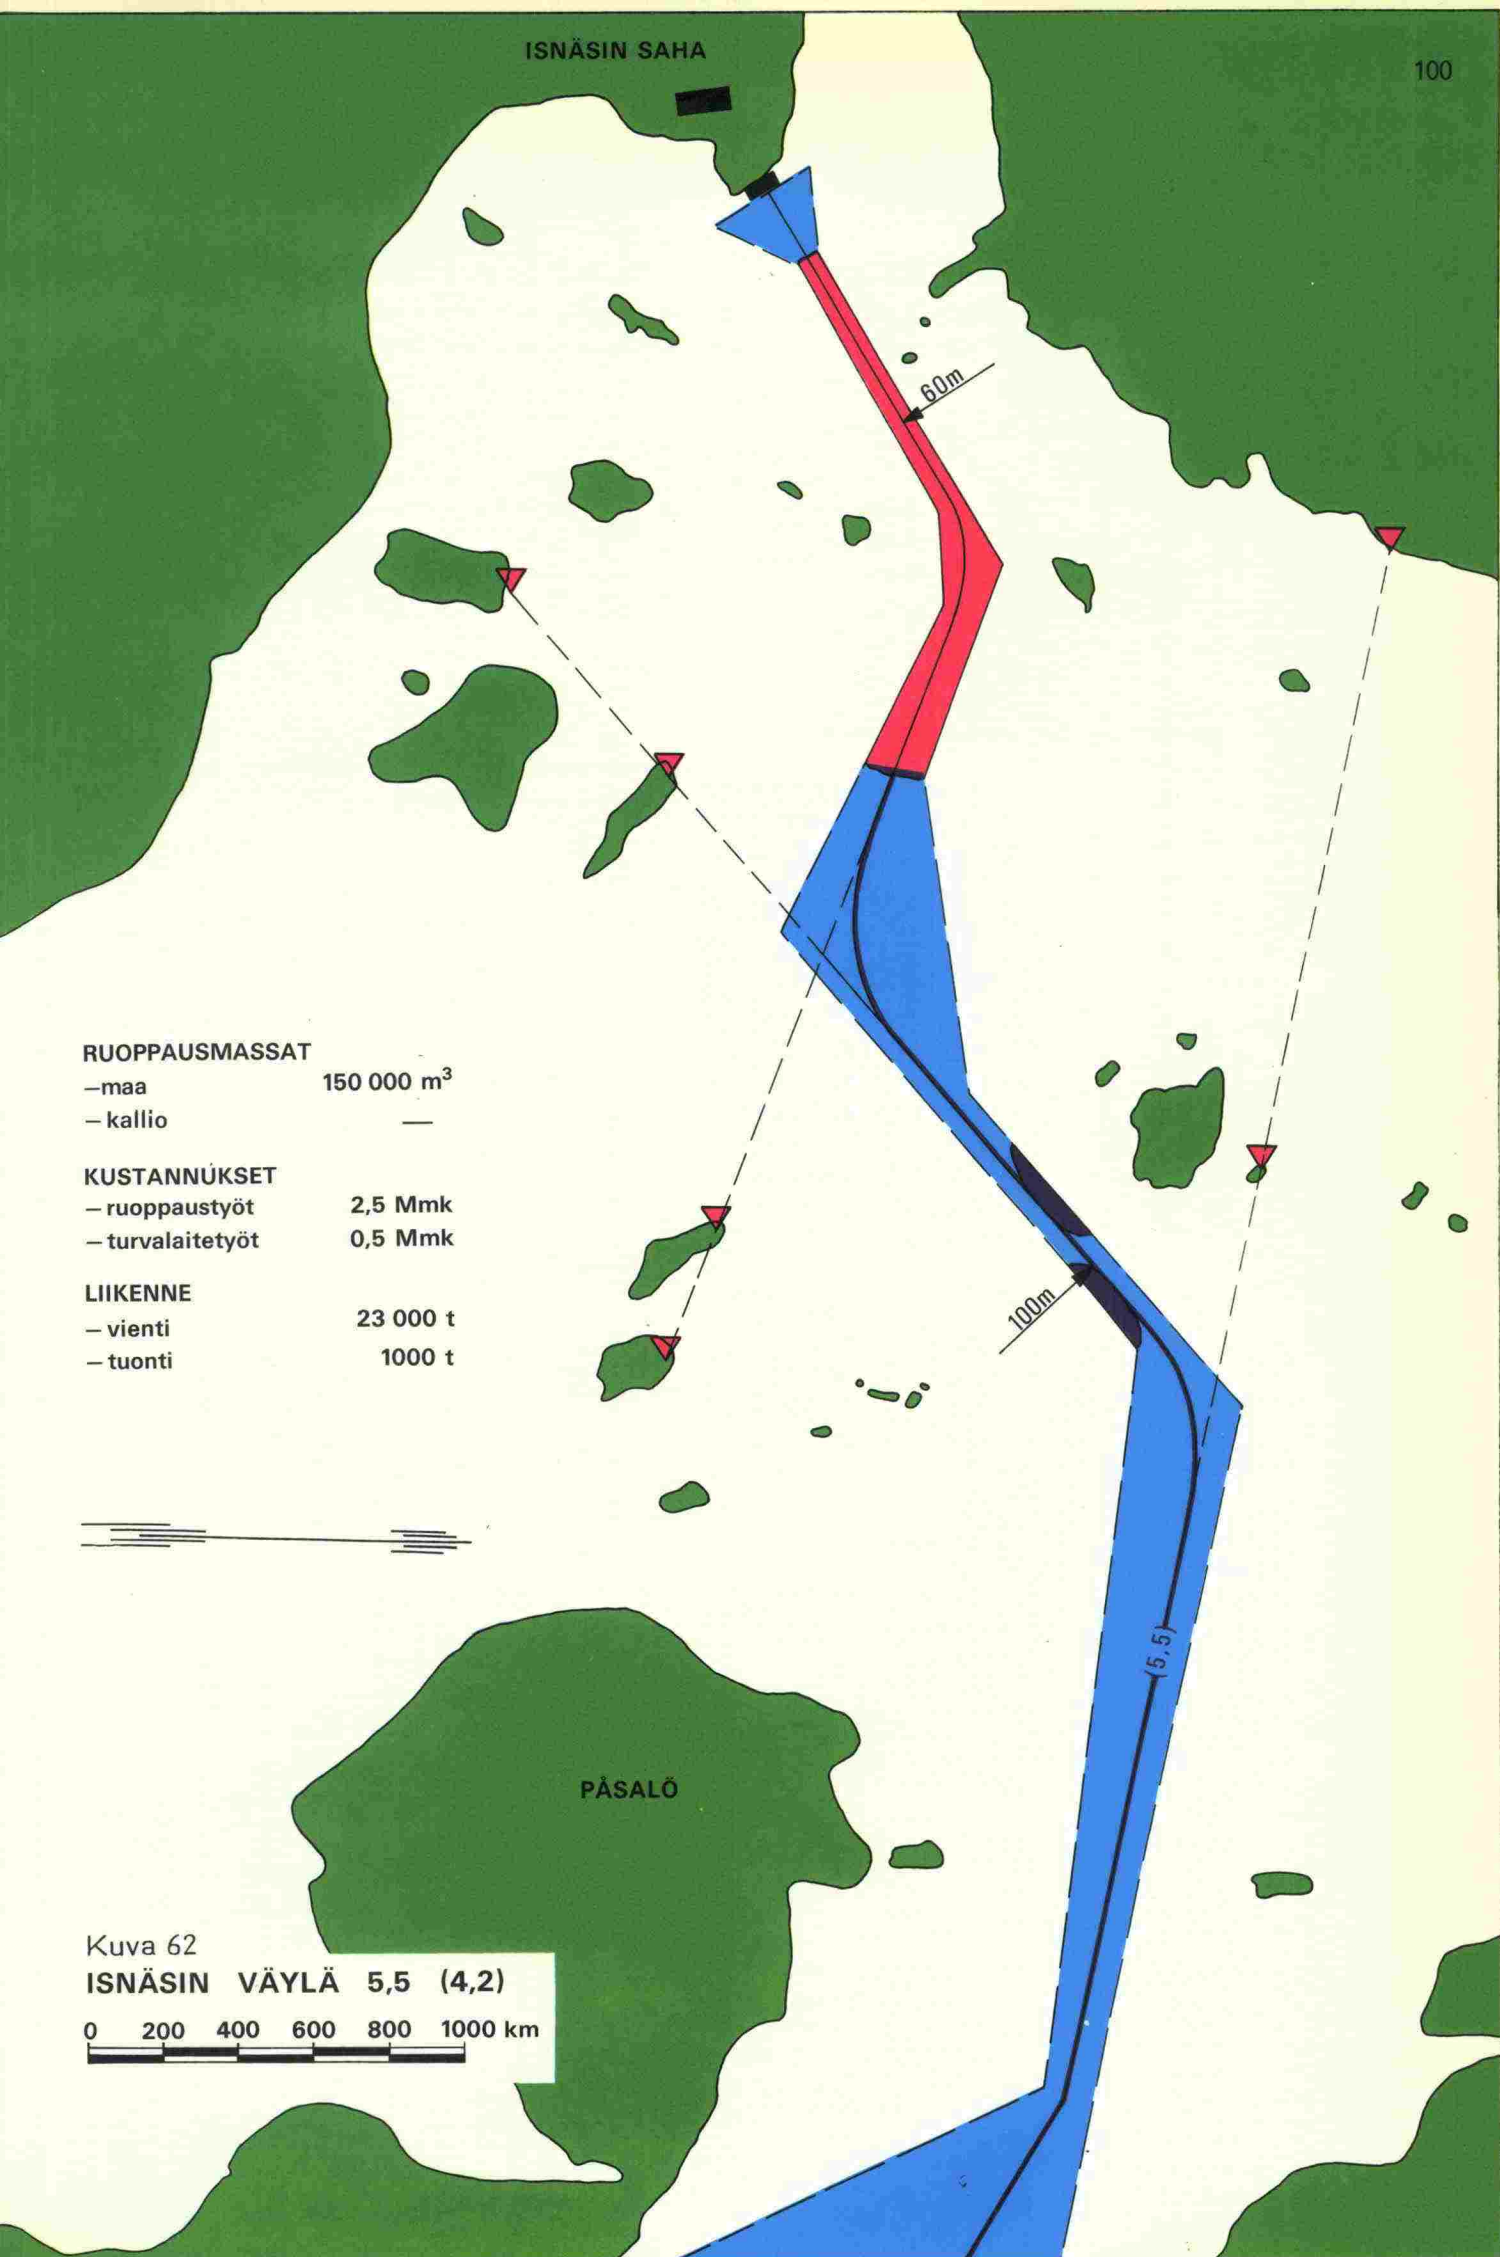 ISNÄSIN SAHA
100
60m
RUOPPAUSMASSAT
—maa 150 000 m³
— kallio —
KUSTANNUKSET
— ruoppaustyöt 2,5 Mmk
— turvalaitetyöt 0,5 Mmk
LIIKENNE
— vienti 23 000 t
— tuonti 1000 t
100m
(5,5)
PÅSALÖ
Kuva 62
ISNÄSIN VÄYLÄ 5,5 (4,2)
0 200 400 600 800 1000 km